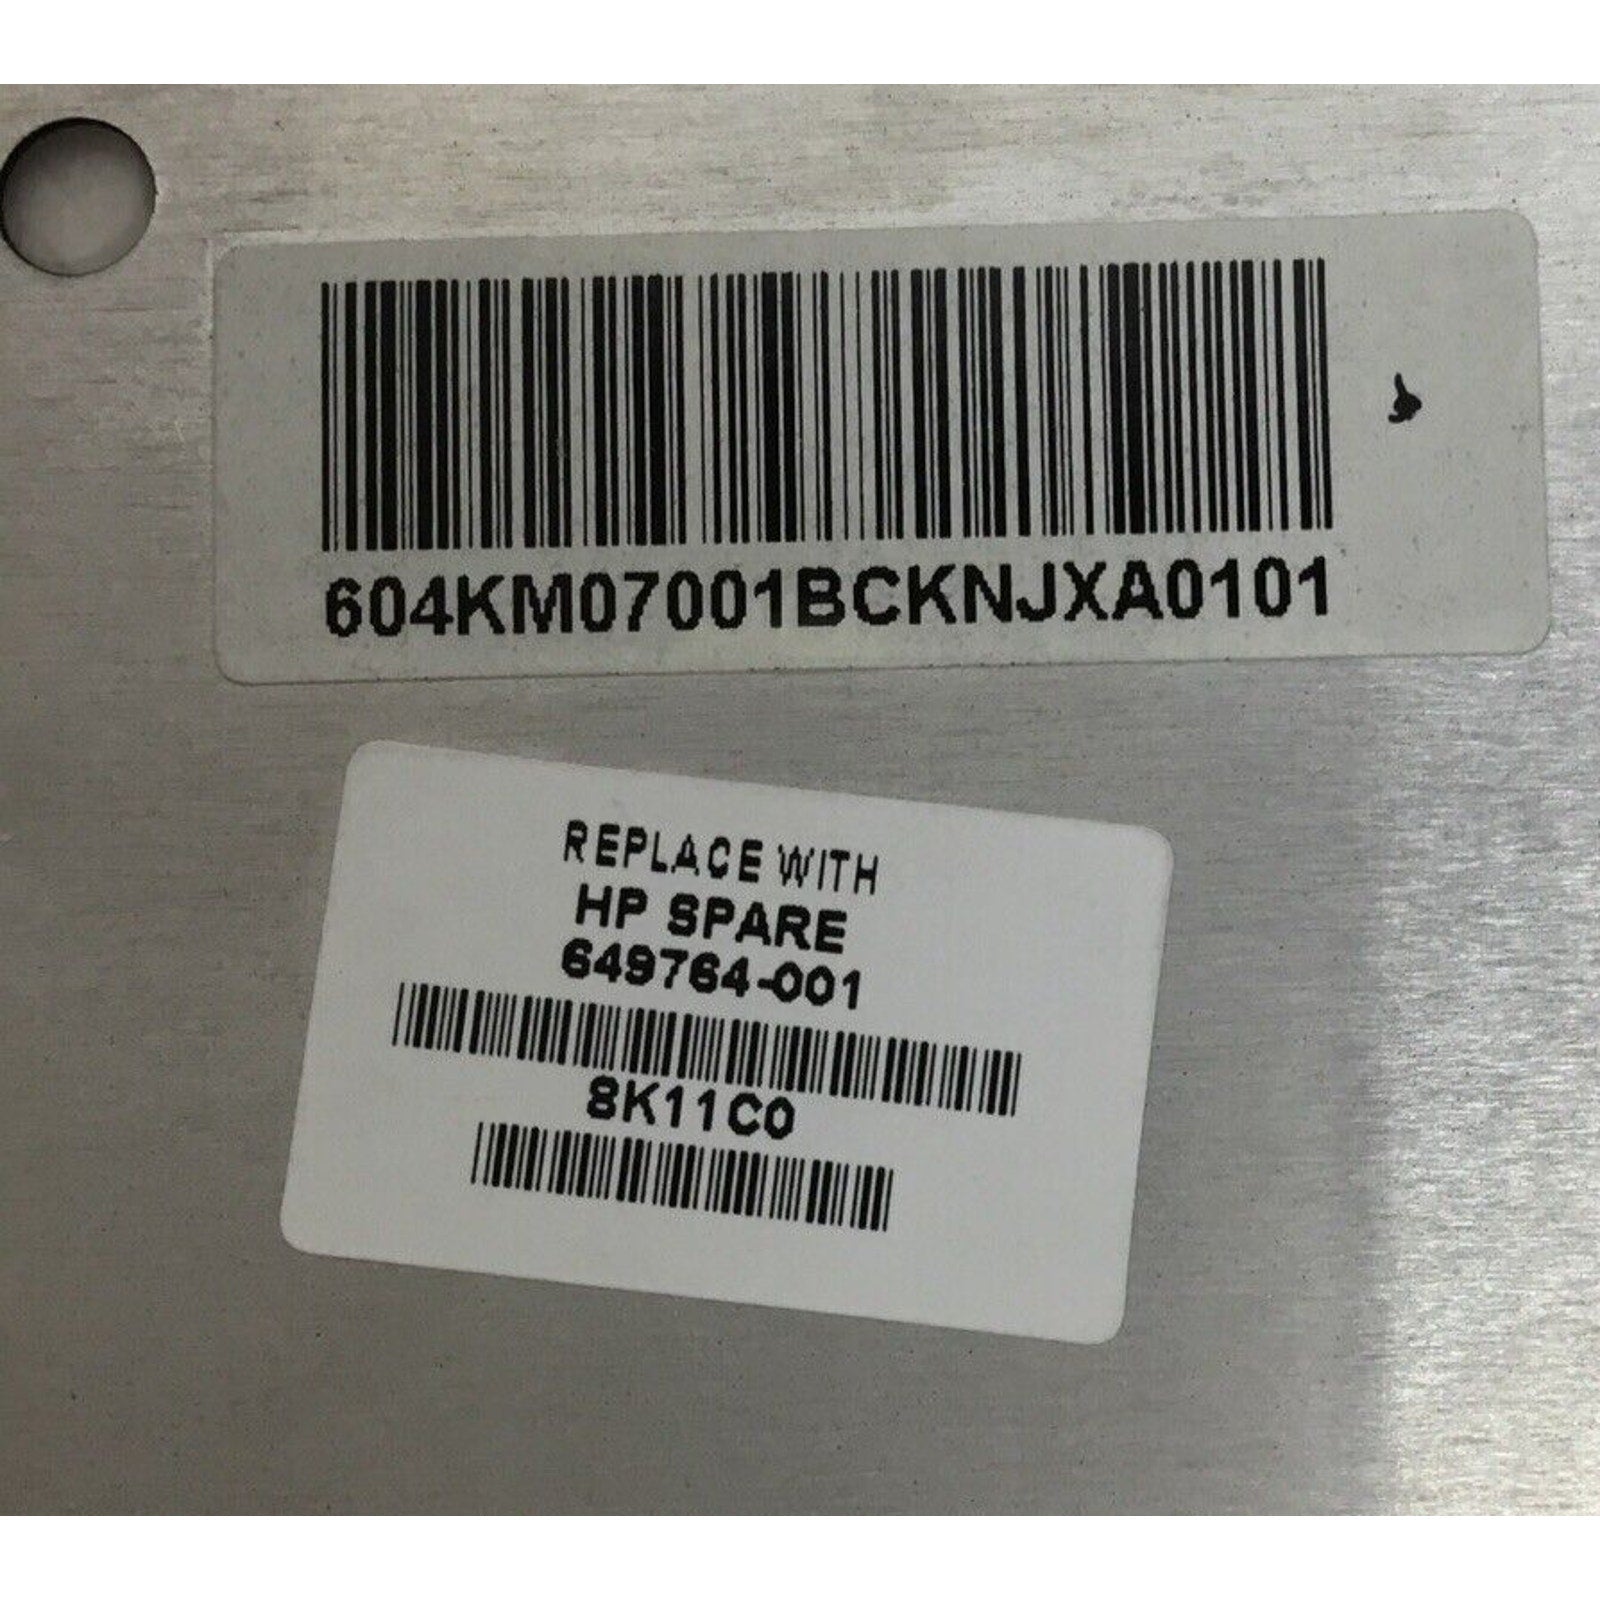 604KM07001BCKNJXA0101
REPLACE WITH
HP SPARE
649764-001
8K11C0